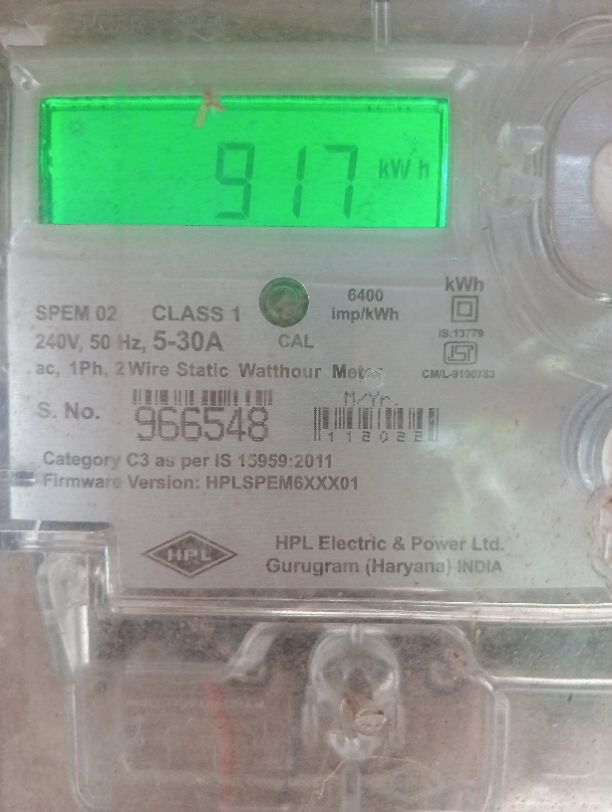 917 kWh
SPEM 02 CLASS 1 6400 imp/kWh kWh
240V, 50 Hz, 5-30A CAL IS:13779
ac, 1Ph, 2 Wire Static Watthour Meter CM/L-9190783
M/Yr.
S. No. 966548 112022
Category C3 as per IS 15959:2011
Firmware Version: HPLSPEM6XXX01
HPL HPL Electric & Power Ltd.
Gurugram (Haryana) INDIA